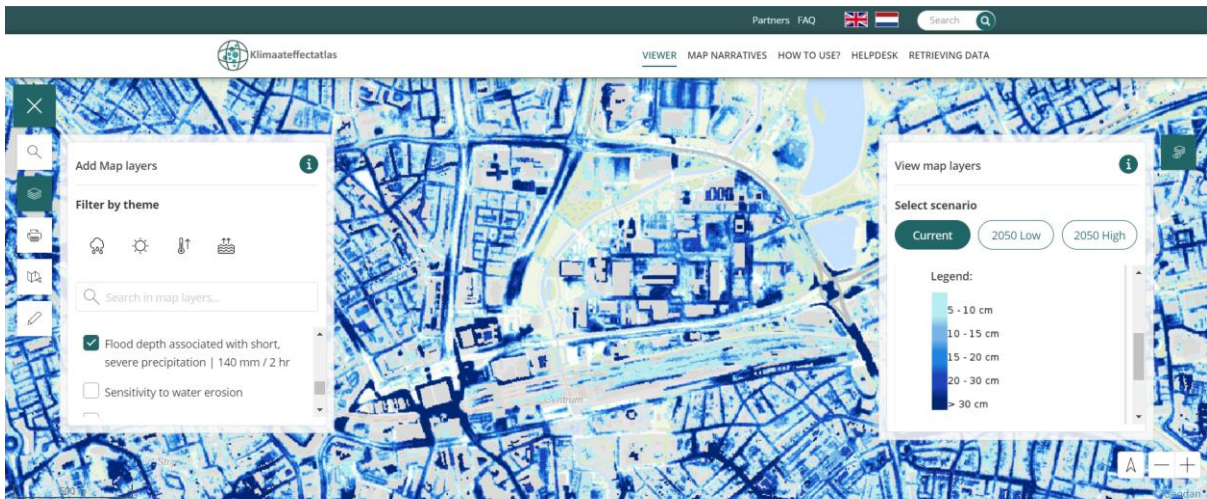 Partners FAQ
Search
Klimaateffectatlas
VIEWER MAP NARRATIVES HOW TO USE? HELPDESK RETRIEVING DATA
Add Map layers
Filter by theme
Search in map layers...
Flood depth associated with short,
severe precipitation | 140 mm / 2 hr
Sensitivity to water erosion
View map layers
Select scenario
Current 2050 Low 2050 High
Legend:
5 - 10 cm
10 - 15 cm
15 - 20 cm
20 - 30 cm
> 30 cm
Centrum
500 m